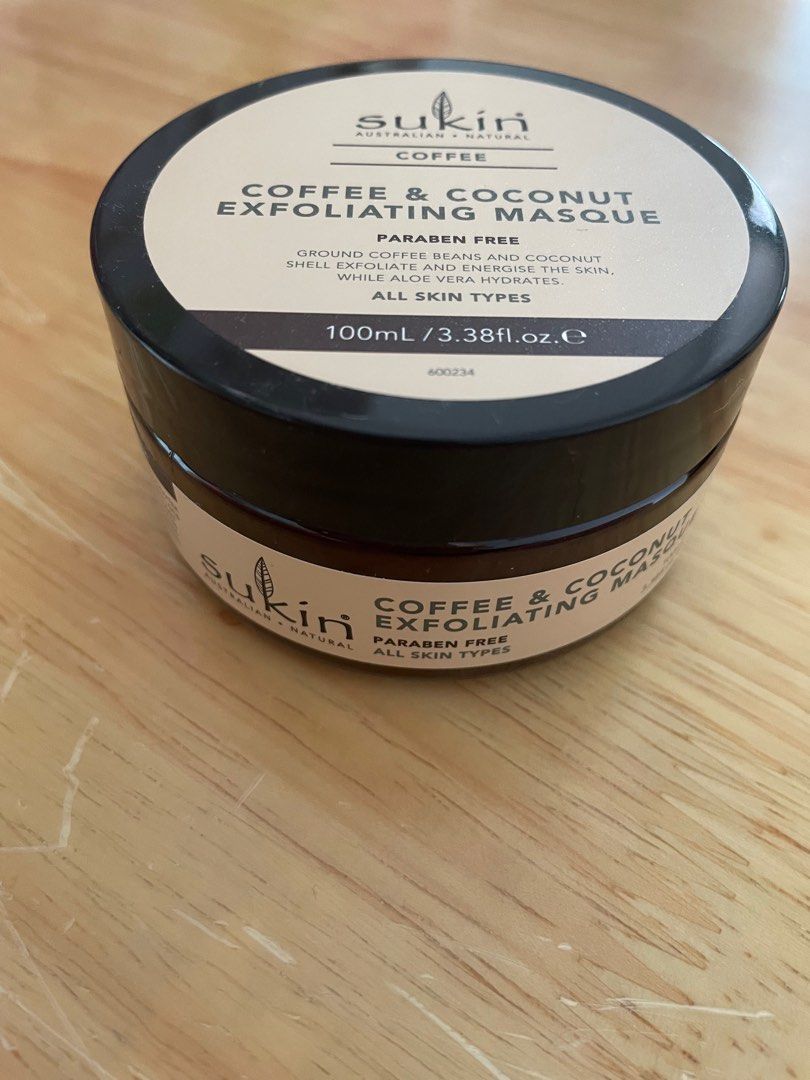 sukin
AUSTRALIAN • NATURAL
COFFEE
COFFEE & COCONUT
EXFOLIATING MASQUE
PARABEN FREE
GROUND COFFEE BEANS AND COCONUT
SHELL EXFOLIATE AND ENERGISE THE SKIN,
WHILE ALOE VERA HYDRATES.
ALL SKIN TYPES
100mL / 3.38fl.oz.℮
600234
sukin®
AUSTRALIAN • NATURAL
COFFEE & COCONUT
EXFOLIATING MASQUE
PARABEN FREE
ALL SKIN TYPES